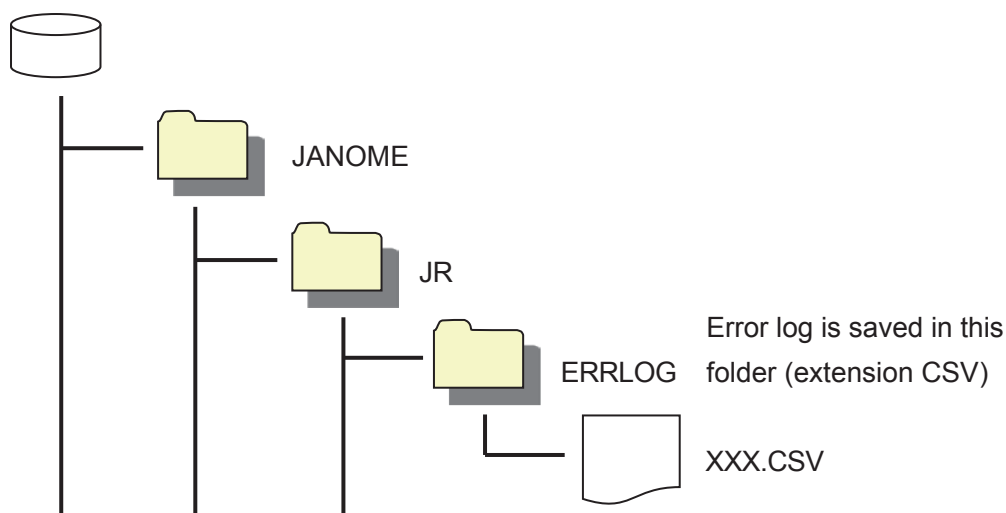 JANOME
JR
Error log is saved in this
ERRLOG folder (extension CSV)
XXX.CSV